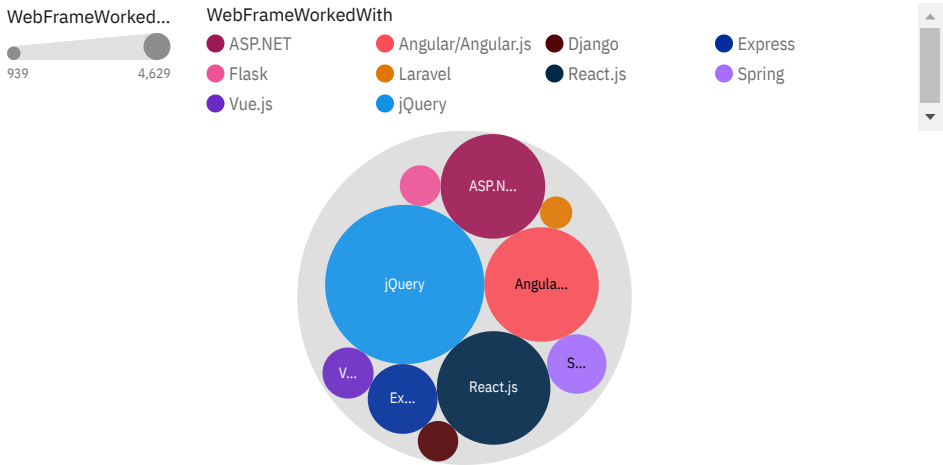 WebFrameWorked...
939 4,629
WebFrameWorkedWith
ASP.NET Angular/Angular.js Django Express
Flask Laravel React.js Spring
Vue.js jQuery
ASP.N...
jQuery Angula...
S...
V... React.js
Ex...